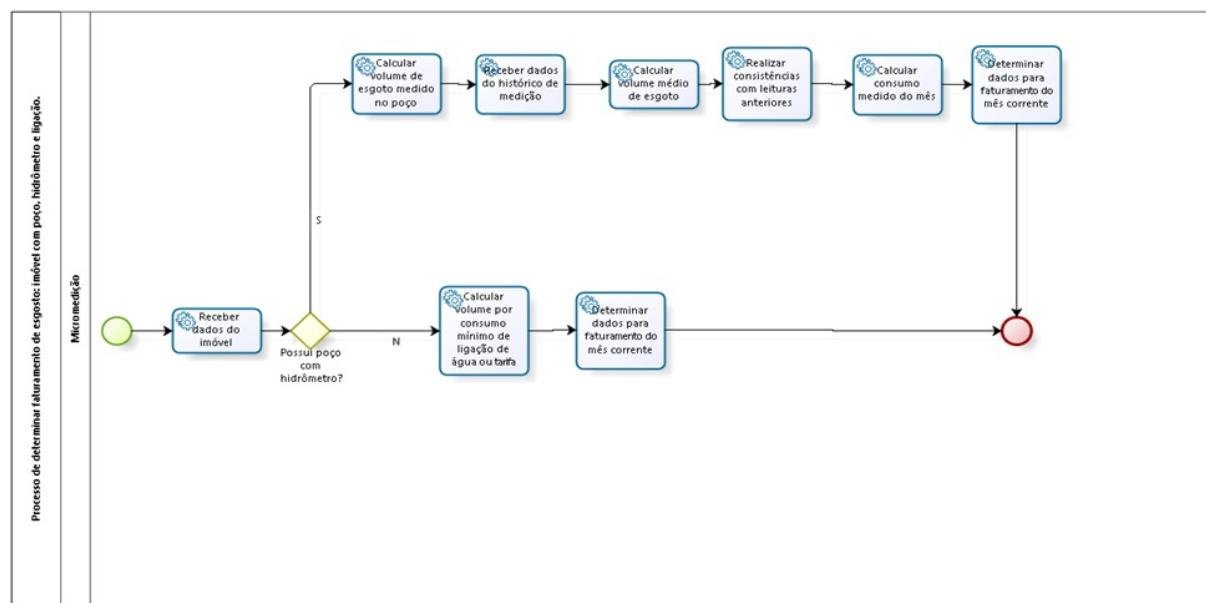 Processo de determinar faturamento de esgosto: imóvel com poço, hidrômetro e ligação.
Micromedição
Calcular
volume de
esgoto medido
no poço
Receber dados
do histórico de
medição
Calcular
volume médio
de esgoto
Realizar
consistências
com leituras
anteriores
Calcular
consumo
medido do mês
Determinar
dados para
faturamento do
mês corrente
S
Receber
dados do
imóvel
Possui poço
com
hidrômetro?
N
Calcular
volume por
consumo
mínimo de
ligação de
água ou tarifa
Determinar
dados para
faturamento do
mês corrente